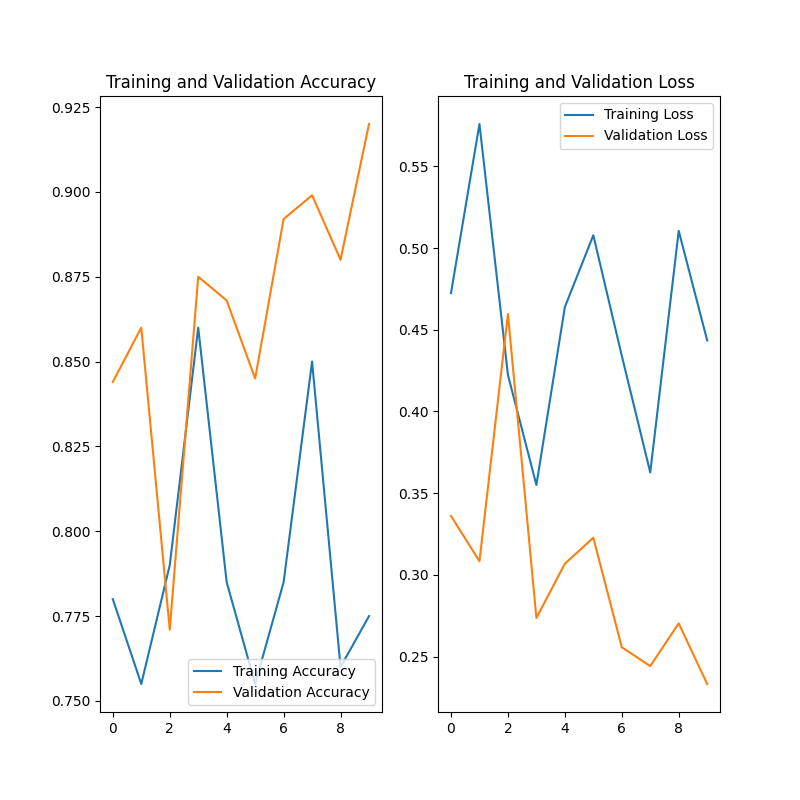 Training and Validation Accuracy
0.925
0.900
0.875
0.850
0.825
0.800
0.775
0.750
0 2 4 6 8
Training Accuracy
Validation Accuracy
Training and Validation Loss
0.55
0.50
0.45
0.40
0.35
0.30
0.25
0 2 4 6 8
Training Loss
Validation Loss